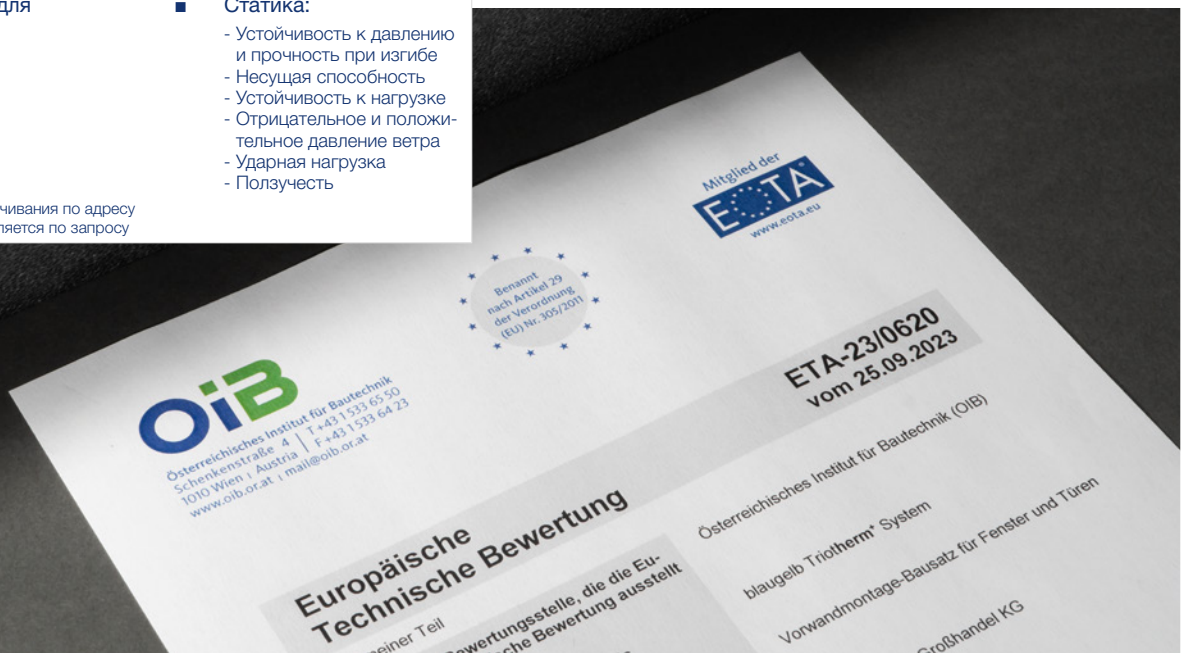 для
■ Статика:
- Устойчивость к давлению
и прочность при изгибе
- Несущая способность
- Устойчивость к нагрузке
- Отрицательное и положи-
тельное давление ветра
- Ударная нагрузка
- Ползучесть
чивания по адресу
ляется по запросу
Mitglied der
EOTA
www.eota.eu
Benannt
nach Artikel 29
der Verordnung
(EU) Nr. 305/2011
OiB
Österreichisches Institut für Bautechnik
Schenkenstraße 4 | T +43 1 533 65 50
1010 Wien | Austria | F +43 1 533 64 23
www.oib.or.at | mail@oib.or.at
ETA-23/0620
vom 25.09.2023
Europäische
Technische Bewertung
meiner Teil
ewertungsstelle, die die Eu-
che Bewertung ausstellt
Österreichisches Institut für Bautechnik (OIB)
blaugelb Triotherm+ System
Vorwandmontage-Bausatz für Fenster und Türen
Großhandel KG